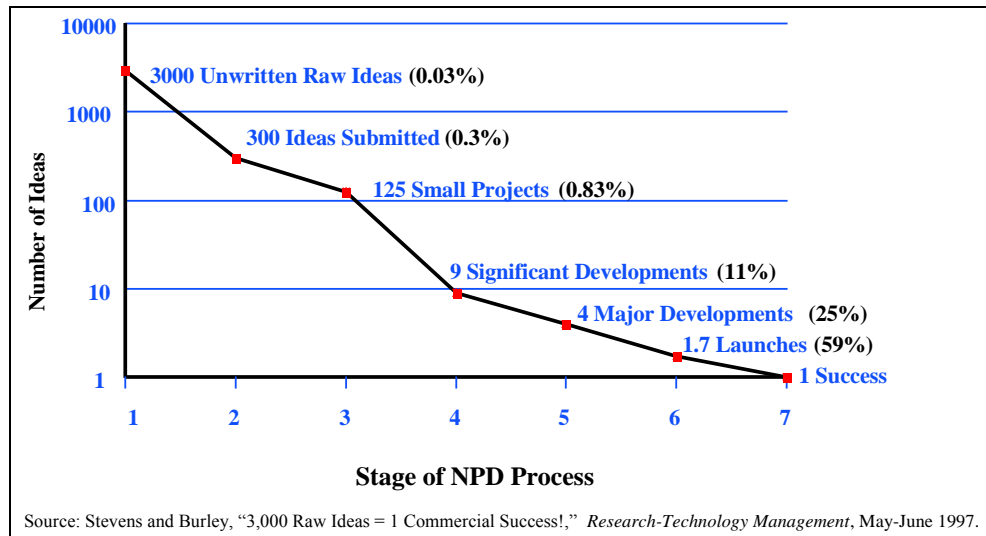 10000
3000 Unwritten Raw Ideas (0.03%)
1000
300 Ideas Submitted (0.3%)
125 Small Projects (0.83%)
100
9 Significant Developments (11%)
10
4 Major Developments (25%)
1.7 Launches (59%)
1 Success
1
Number of Ideas
1 2 3 4 5 6 7
Stage of NPD Process
Source: Stevens and Burley, “3,000 Raw Ideas = 1 Commercial Success!,” Research-Technology Management, May-June 1997.